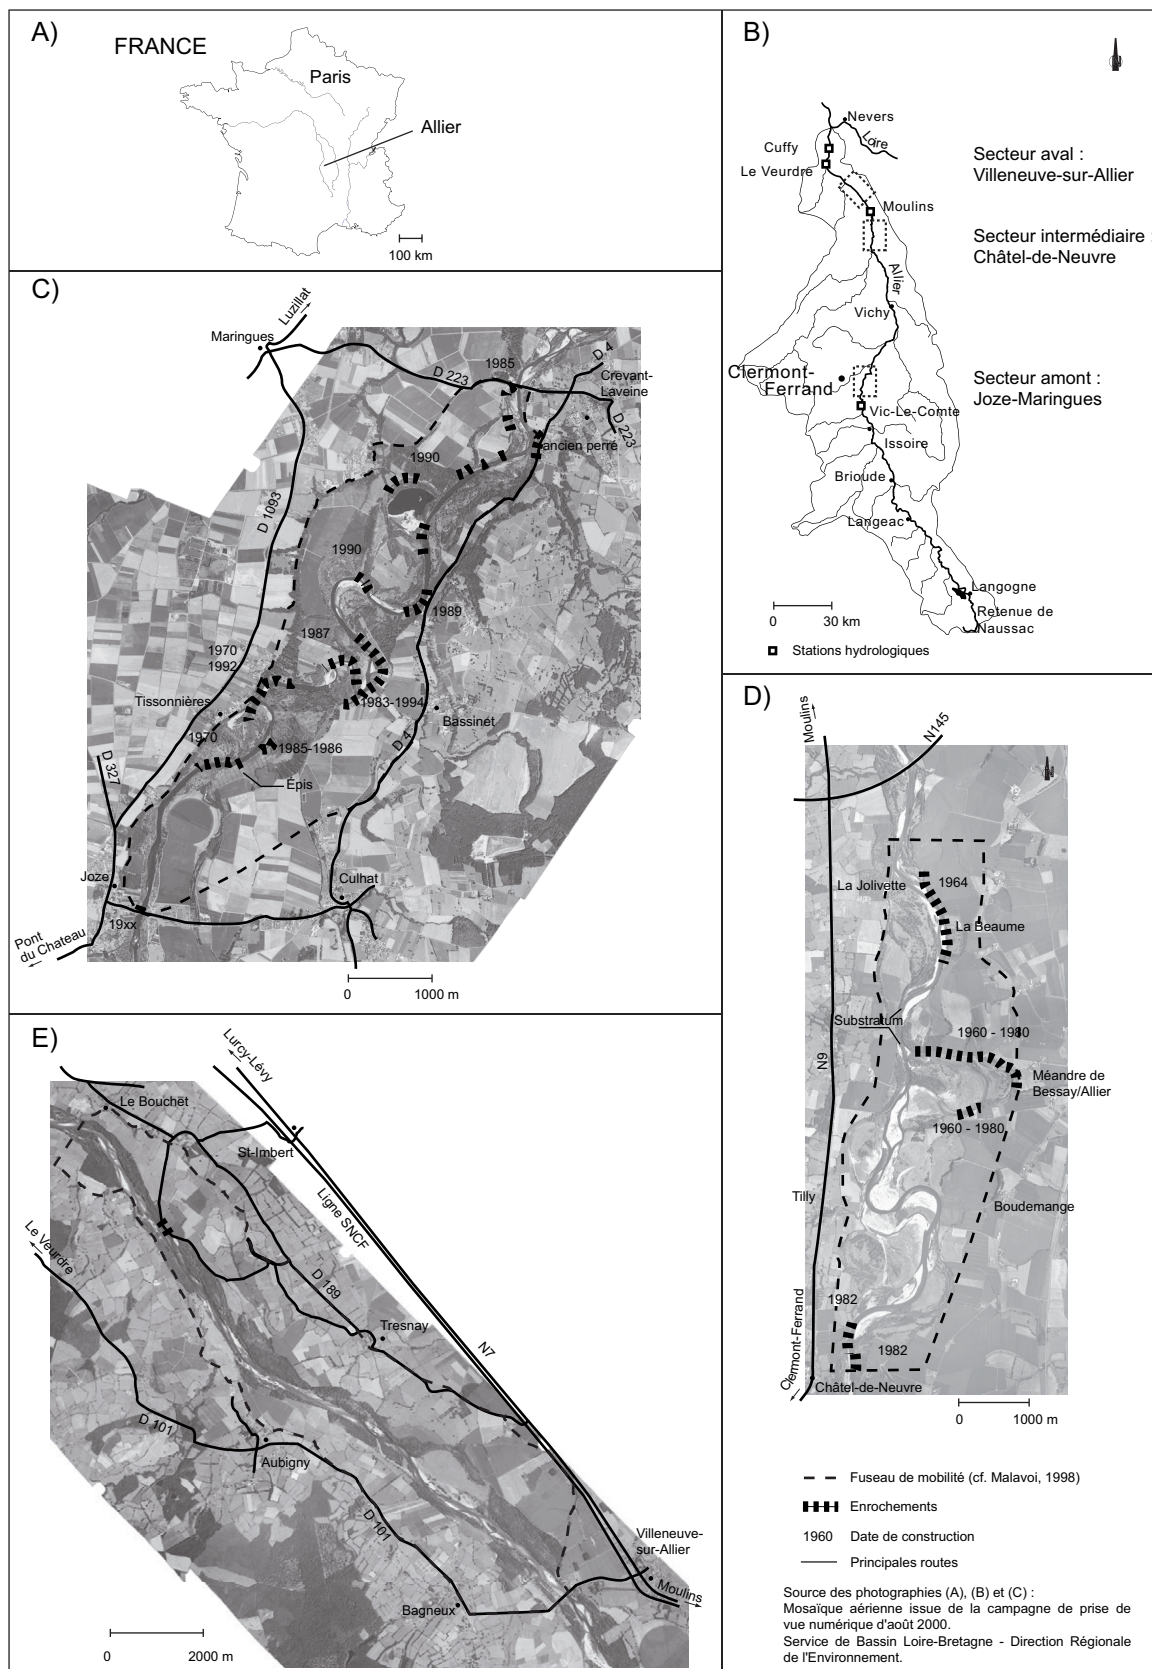 A)
FRANCE
Paris
Allier
100 km
B)
Nevers
Loire
Cuffy
Le Veurdre
Moulins
Allier
Vichy
Clermont-
Ferrand
Vic-Le-Comte
Issoire
Brioude
Langeac
Langogne
Retenue de
Naussac
Secteur aval :
Villeneuve-sur-Allier
Secteur intermédiaire :
Châtel-de-Neuvre
Secteur amont :
Joze-Maringues
0 30 km
Stations hydrologiques
C)
Luzillat
Maringues
D 223
1985
D 4
Crevant-
Laveine
D 223
ancien perré
1990
D 1093
1990
1989
1987
1970
1992
Tissonnières
1983-1994
Bassinet
1970
1985-1986
D 4
D 327
Épis
Joze
Culhat
19xx
Pont
du Chateau
0 1000 m
D)
Moulins
N145
La Jolivette
1964
La Beaume
Substratum
1960 - 1980
N9
Méandre de
Bessay/Allier
1960 - 1980
Tilly
Boudemange
1982
1982
Clermont-Ferrand
Châtel-de-Neuvre
0 1000 m
E)
Lurcy-Lévy
Le Bouchet
St-Imbert
Ligne SNCF
Le Veurdre
D 189
Tresnay
N7
D 101
Aubigny
D 101
Villeneuve-
sur-Allier
Moulins
Bagneux
0 2000 m
Fuseau de mobilité (cf. Malavoi, 1998)
Enrochements
1960 Date de construction
Principales routes
Source des photographies (A), (B) et (C) :
Mosaïque aérienne issue de la campagne de prise de
vue numérique d'août 2000.
Service de Bassin Loire-Bretagne - Direction Régionale
de l'Environnement.